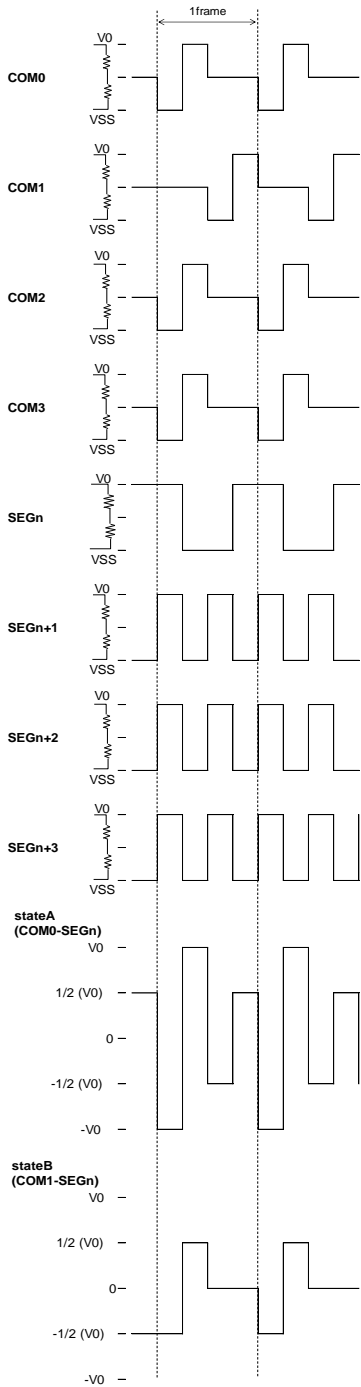 1frame
V0
COM0
VSS
V0
COM1
VSS
V0
COM2
VSS
V0
COM3
VSS
V0
SEGn
VSS
V0
SEGn+1
VSS
V0
SEGn+2
VSS
V0
SEGn+3
VSS
stateA
(COM0-SEGn)
V0
1/2 (V0)
0
-1/2 (V0)
-V0
stateB
(COM1-SEGn)
V0
1/2 (V0)
0
-1/2 (V0)
-V0